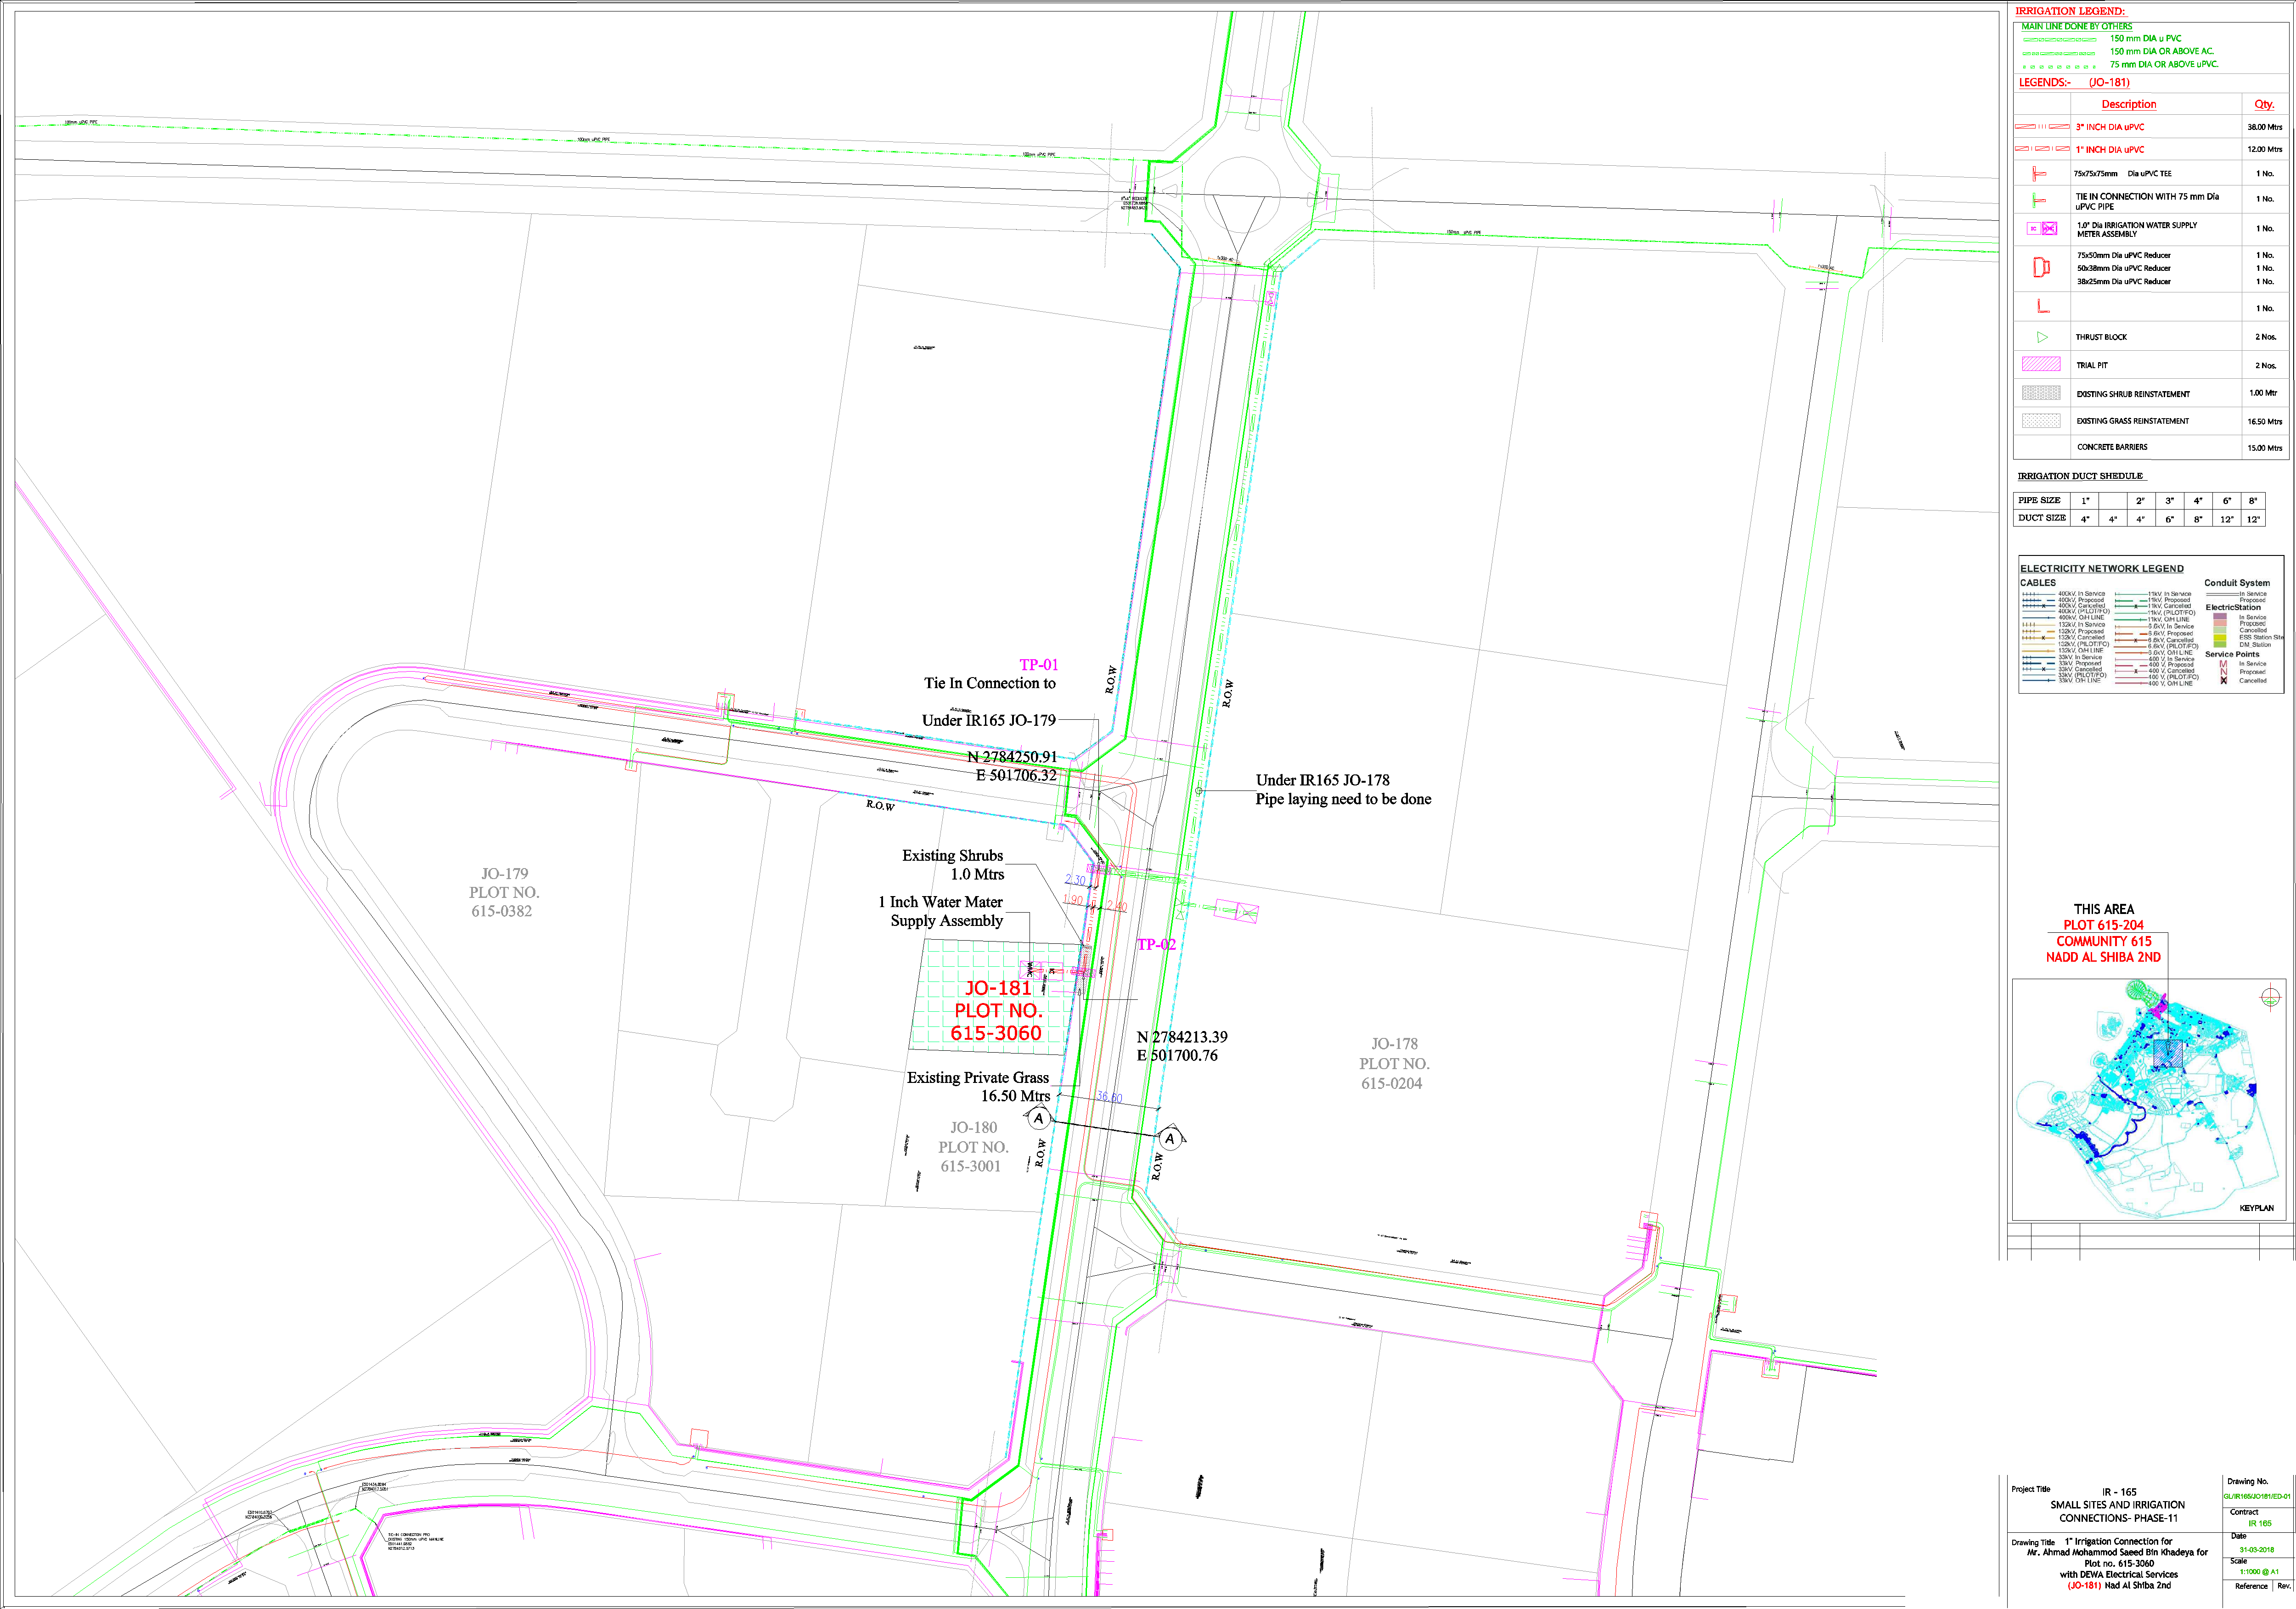 IRRIGATION LEGEND:
MAIN LINE DONE BY OTHERS
150 mm DIA u PVC
150 mm DIA OR ABOVE AC.
75 mm DIA OR ABOVE uPVC.
LEGENDS:- (JO-181)
Description Qty.
3" INCH DIA uPVC 38.00 Mtrs
1" INCH DIA uPVC 12.00 Mtrs
75x75x75mm Dia uPVC TEE 1 No.
TIE IN CONNECTION WITH 75 mm Dia
uPVC PIPE 1 No.
1.0" Dia IRRIGATION WATER SUPPLY
METER ASSEMBLY 1 No.
75x50mm Dia uPVC Reducer 1 No.
50x38mm Dia uPVC Reducer 1 No.
38x25mm Dia uPVC Reducer 1 No.
1 No.
THRUST BLOCK 2 Nos.
TRIAL PIT 2 Nos.
EXISTING SHRUB REINSTATEMENT 1.00 Mtr
EXISTING GRASS REINSTATEMENT 16.50 Mtrs
CONCRETE BARRIERS 15.00 Mtrs
IRRIGATION DUCT SHEDULE
PIPE SIZE 1" 2" 3" 4" 6" 8"
DUCT SIZE 4" 4" 4" 6" 8" 12" 12"
ELECTRICITY NETWORK LEGEND
CABLES
400kV, In Service
400kV, Proposed
400kV, Cancelled
400kV, (PILOT/FO)
400kV, O/H LINE
132kV, In Service
132kV, Proposed
132kV, Cancelled
132kV, (PILOT/FO)
132kV, O/H LINE
33kV, In Service
33kV, Proposed
33kV, Cancelled
33kV, (PILOT/FO)
33kV, O/H LINE
11kV, In Service
11kV, Proposed
11kV, Cancelled
11kV, (PILOT/FO)
11kV, O/H LINE
6.6kV, In Service
6.6kV, Proposed
6.6kV, Cancelled
6.6kV, (PILOT/FO)
6.6kV, O/H LINE
400 V, In Service
400 V, Proposed
400 V, Cancelled
400 V, (PILOT/FO)
400 V, O/H LINE
Conduit System
In Service
Proposed
ElectricStation
In Service
Proposed
Cancelled
ESS Station Site
DM_Station
Service Points
In Service
Proposed
Cancelled
THIS AREA
PLOT 615-204
COMMUNITY 615
NADD AL SHIBA 2ND
KEYPLAN
Project Title
IR - 165
SMALL SITES AND IRRIGATION
CONNECTIONS- PHASE-11
Drawing Title 1" Irrigation Connection for
Mr. Ahmad Mohammod Saeed Bin Khadeya for
Plot no. 615-3060
with DEWA Electrical Services
(JO-181) Nad Al Shiba 2nd
Drawing No.
GL/IR165/JO181/ED-01
Contract
IR 165
Date
31-03-2018
Scale
1:1000 @ A1
Reference Rev.
100mm uPVC PIPE
100mm uPVC PIPE
100mm uPVC PIPE
150mm uPVC PIPE
TP-01
Tie In Connection to
Under IR165 JO-179
N 2784250.91
E 501706.32
R.O.W
R.O.W
R.O.W
Under IR165 JO-178
Pipe laying need to be done
Existing Shrubs
1.0 Mtrs
2.30
1.90
2.40
1 Inch Water Mater
Supply Assembly
TP-02
JO-179
PLOT NO.
615-0382
JO-181
PLOT NO.
615-3060
N 2784213.39
E 501700.76
JO-178
PLOT NO.
615-0204
Existing Private Grass
16.50 Mtrs
36.60
A
A
JO-180
PLOT NO.
615-3001
R.O.W
R.O.W